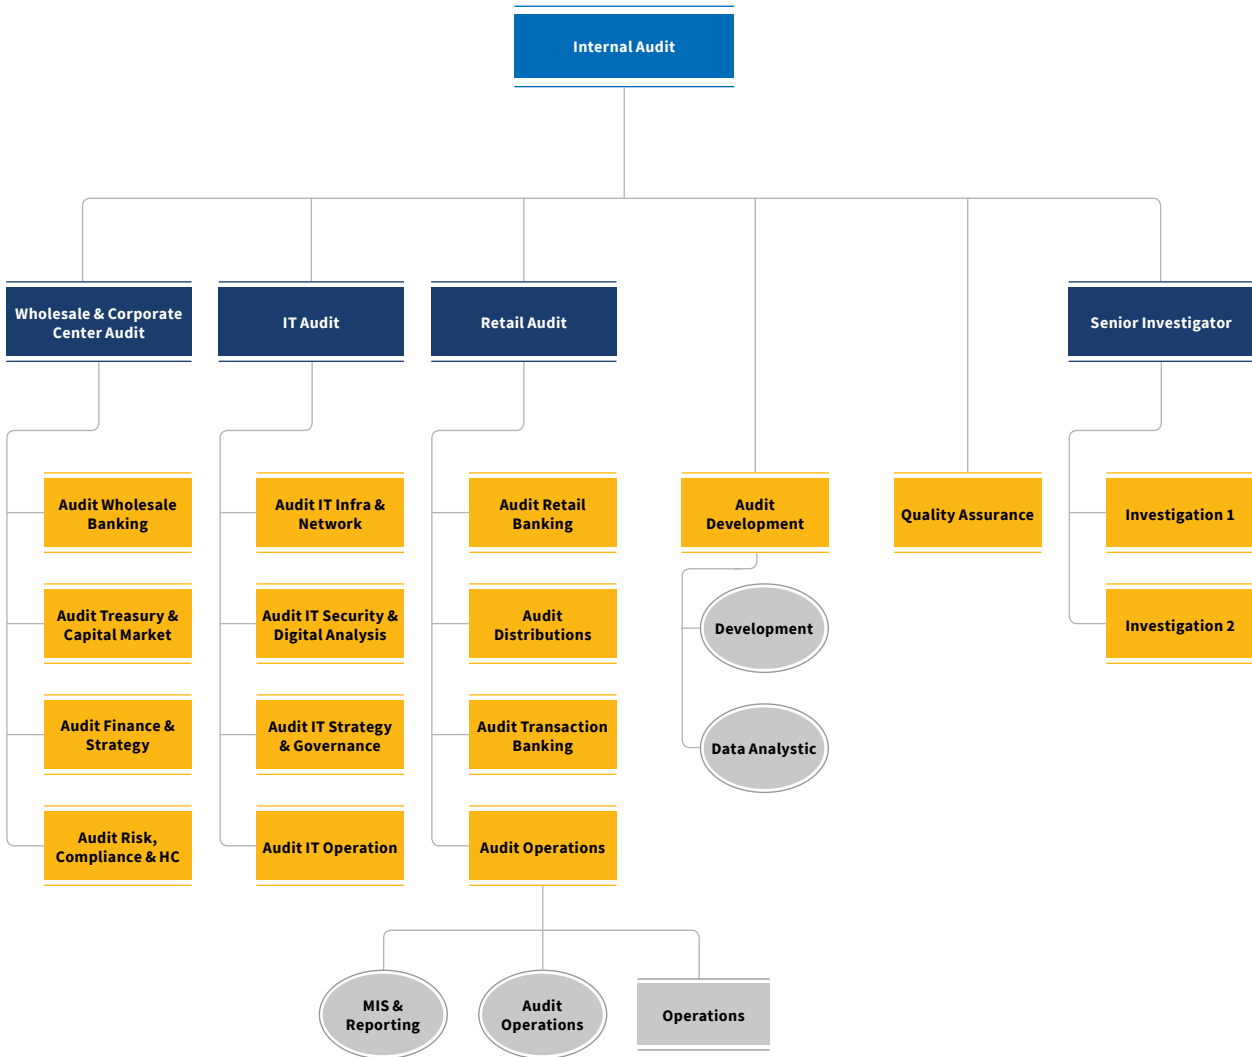 Internal Audit
Wholesale & Corporate
Center Audit
IT Audit
Retail Audit
Senior Investigator
Audit Wholesale
Banking
Audit IT Infra &
Network
Audit Retail
Banking
Audit
Development
Quality Assurance
Investigation 1
Audit Treasury &
Capital Market
Audit IT Security &
Digital Analysis
Audit
Distributions
Development
Investigation 2
Audit Finance &
Strategy
Audit IT Strategy
& Governance
Audit Transaction
Banking
Data Analystic
Audit Risk,
Compliance & HC
Audit IT Operation
Audit Operations
MIS &
Reporting
Audit
Operations
Operations